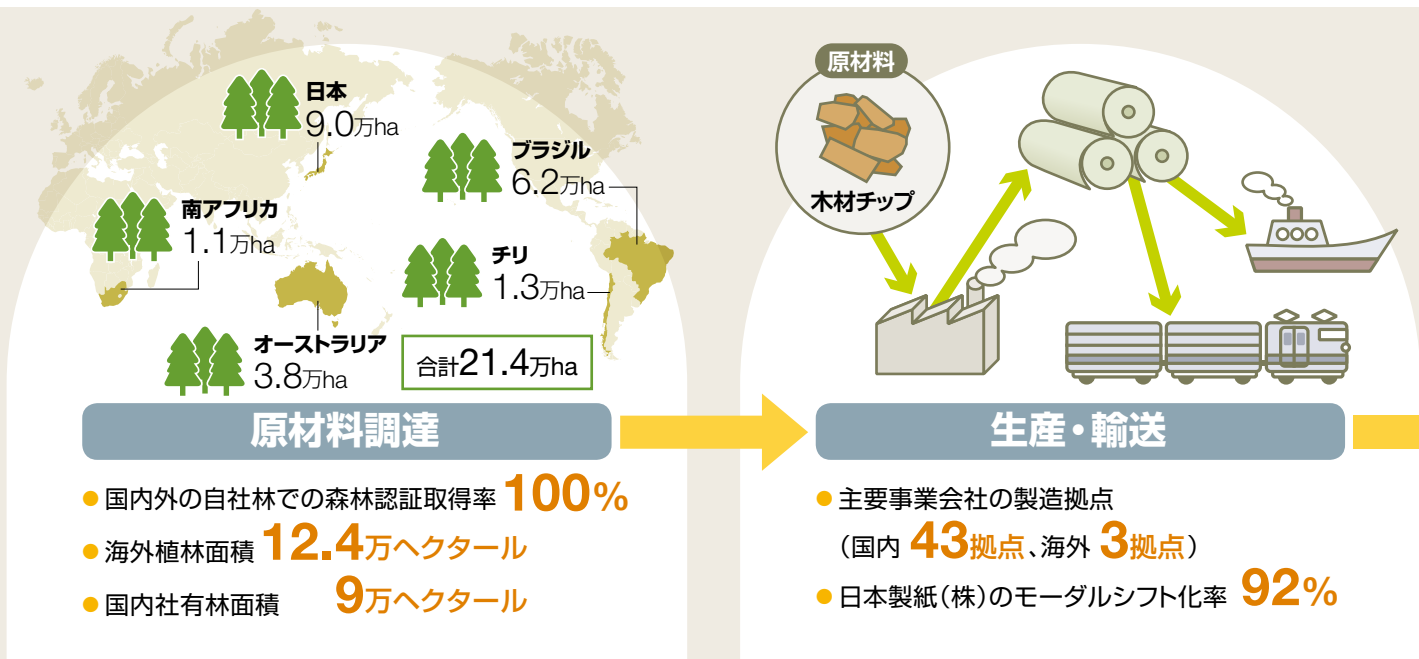 日本
9.0万ha
ブラジル
6.2万ha
南アフリカ
1.1万ha
チリ
1.3万ha
オーストラリア
3.8万ha
合計21.4万ha
原材料調達
●国内外の自社林での森林認証取得率 100%
●海外植林面積 12.4万ヘクタール
●国内社有林面積 9万ヘクタール
原材料
木材チップ
生産・輸送
●主要事業会社の製造拠点
(国内 43拠点、海外 3拠点)
●日本製紙(株)のモーダルシフト化率 92%